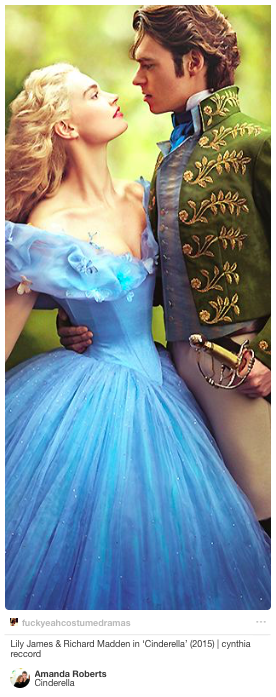 fuckyeahcostumedramas
Lily James & Richard Madden in ‘Cinderella’ (2015) | cynthia
reccord
Amanda Roberts
Cinderella